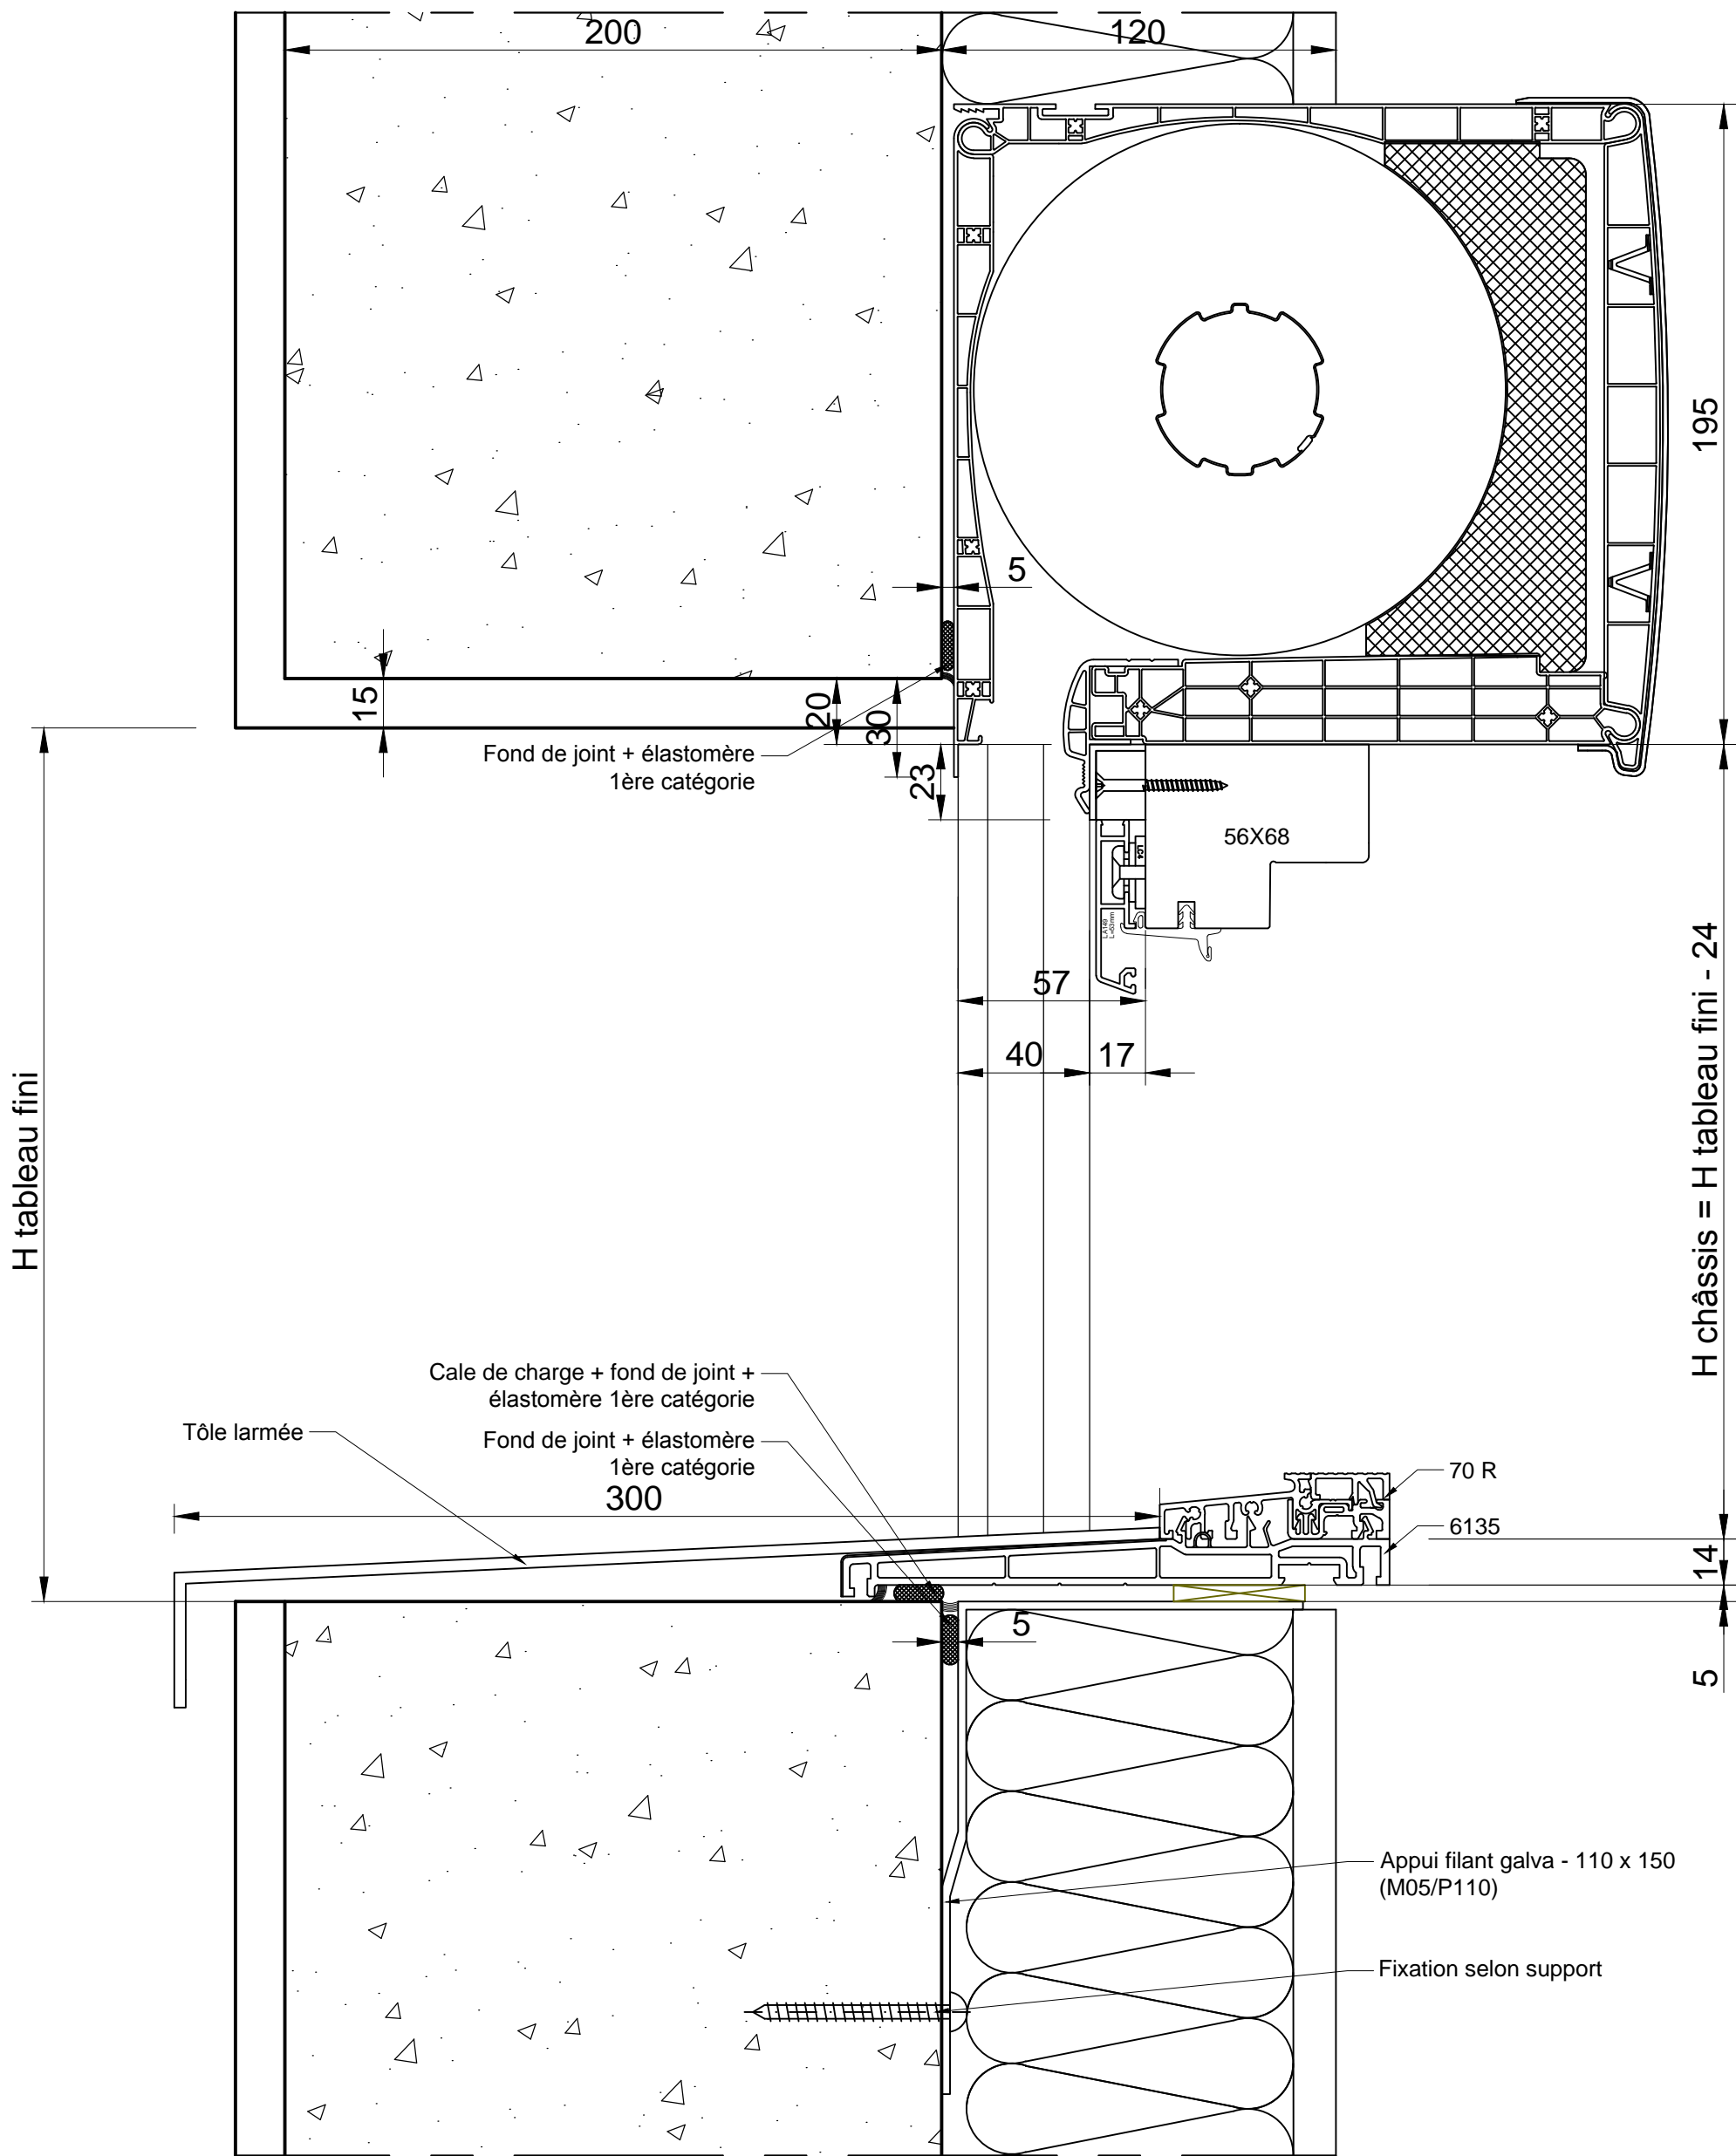 200
120
195
5
15
20
30
23
Fond de joint + élastomère
1ère catégorie
56X68
LC4
LA149
L=53mm
57
40
17
H tableau fini
H châssis = H tableau fini - 24
Cale de charge + fond de joint +
élastomère 1ère catégorie
Tôle larmée
Fond de joint + élastomère
1ère catégorie
300
70 R
6135
14
5
5
Appui filant galva - 110 x 150
(M05/P110)
Fixation selon support